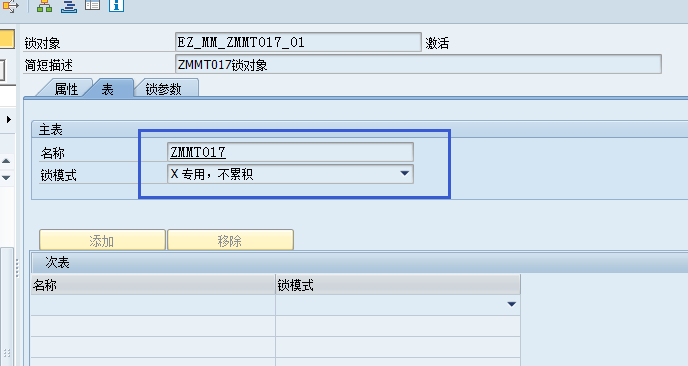 锁对象 EZ_MM_ZMMT017_01 激活
简短描述 ZMMT017锁对象
属性 表 锁参数
主表
名称 ZMMT017
锁模式 X 专用，不累积
添加 移除
次表
名称 锁模式